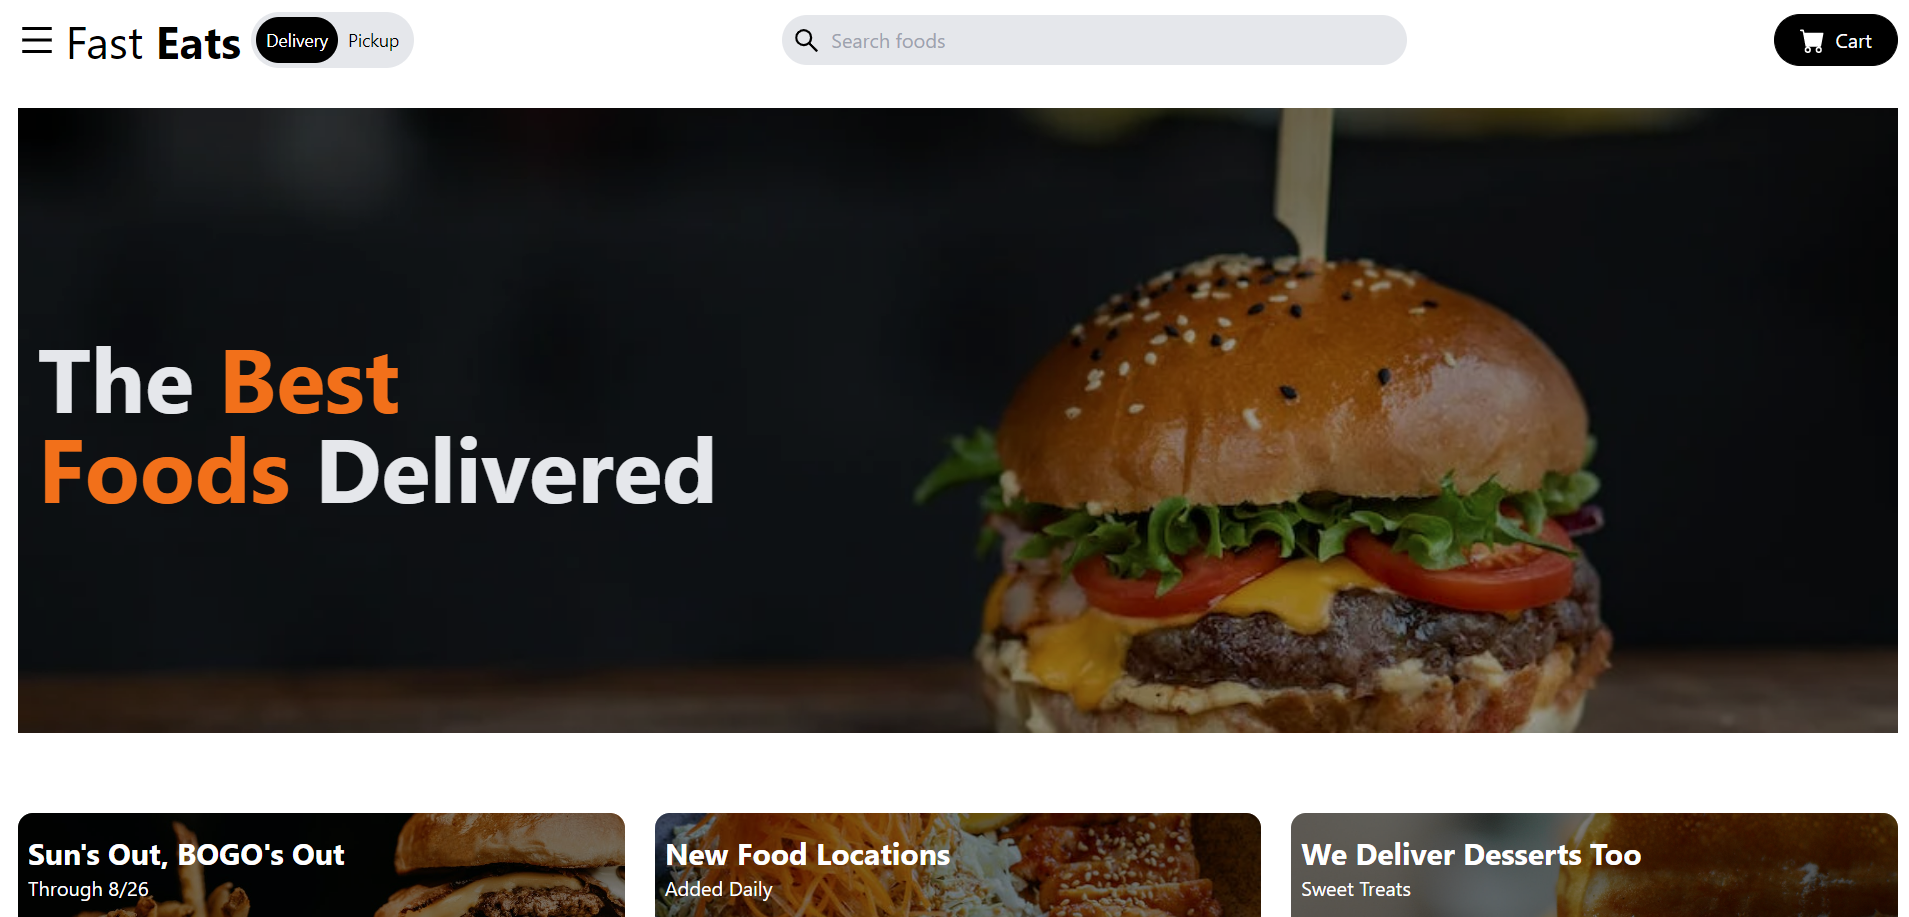 Fast Eats
Delivery Pickup
Search foods
Cart
The Best
Foods Delivered
Sun's Out, BOGO's Out
Through 8/26
New Food Locations
Added Daily
We Deliver Desserts Too
Sweet Treats